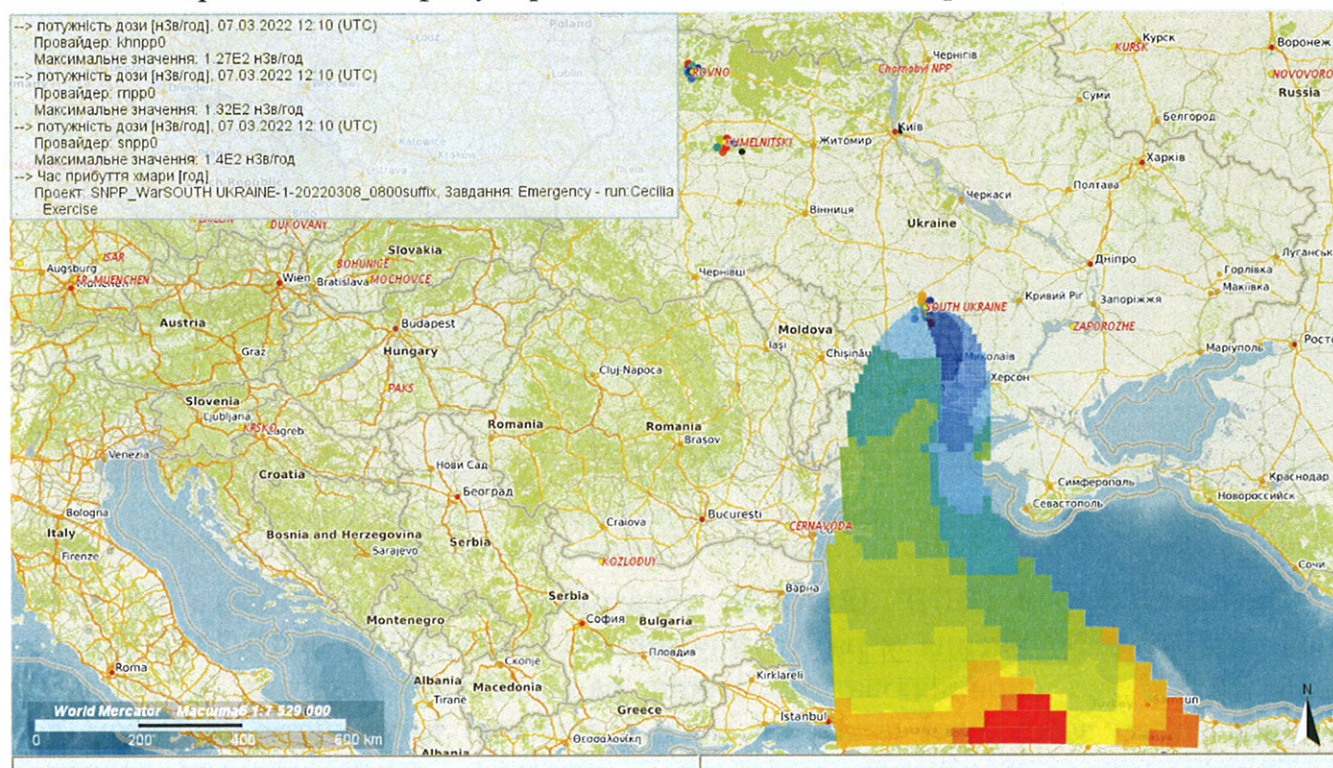 --> потужність дози [нЗв/год], 07.03.2022 12:10 (UTC)
Провайдер: khnpp0
Максимальне значення: 1.27E2 нЗв/год
--> потужність дози [нЗв/год], 07.03.2022 12:10 (UTC)
Провайдер: rnpp0
Максимальне значення: 1.32E2 нЗв/год
--> потужність дози [нЗв/год], 07.03.2022 12:10 (UTC)
Провайдер: snpp0
Максимальне значення: 1.4E2 нЗв/год
--> Час прибуття хмари [год]
Проект: SNPP_WarSOUTH UKRAINE-1-20220308_0800suffix, Завдання: Emergency - run:Cecilia
Exercise
Poland
Lublin
Katowice
Kraków
Ostrava
Чернігів
Курск
KURSK
Воронеж
ROVNO
Chornobyl NPP
NOVOVORO
Russia
Суми
Белгород
Київ
Житомир
Харків
Полтава
Черкаси
Вінниця
Ukraine
DUKOVANY
Slovakia
ISAR
BOHUNICE
MOCHOVCE
Augsburg
FR-MUENCHEN
Wien
Bratislava
Чернівці
Дніпро
Луганськ
Горлівка
Макіївка
Кривий Ріг
Запоріжжя
SOUTH UKRAINE
ZAPOROZHE
Austria
Budapest
Hungary
Moldova
Iași
Chișinău
Миколаїв
Маріуполь
Росто
Graz
Cluj-Napoca
Херсон
PAKS
Slovenia
Ljubljana
KRSKO
Zagreb
Romania
Romania
Brașov
Venezia
Croatia
Нови Сад
Београд
Симферополь
Севастополь
Краснодар
Новороссийск
Bologna
Italy
Firenze
Bosnia and Herzegovina
Sarajevo
Serbia
Craiova
București
CERNAVODA
KOZLODUY
Сочи
Serbia
Варна
Montenegro
София
Bulgaria
Roma
Скопје
Пловдив
Albania
Macedonia
Tiranë
Kırklareli
İstanbul
Greece
Θεσσαλονίκη
Albania
World Mercator Масштаб 1:7 529 000
0 200 400 600 km
N